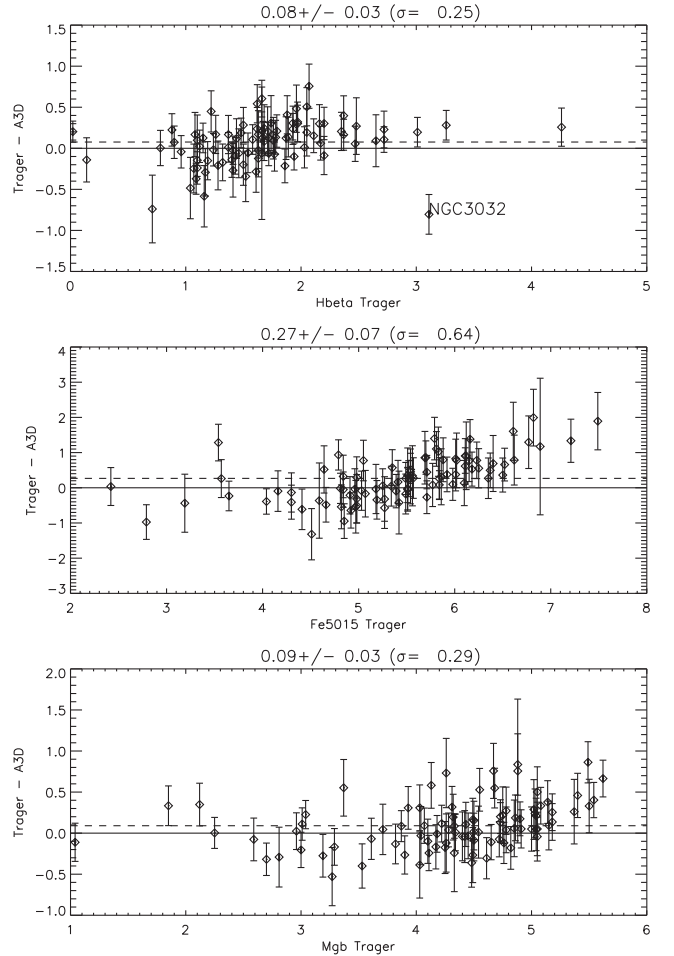 0.08+/− 0.03 (σ= 0.25)
1.5
1.0
0.5
0.0
−0.5
−1.0
−1.5
Trager − A3D
NGC3032
0 1 2 3 4 5
Hbeta Trager
0.27+/− 0.07 (σ= 0.64)
4
3
2
1
0
−1
−2
−3
Trager − A3D
2 3 4 5 6 7 8
Fe5015 Trager
0.09+/− 0.03 (σ= 0.29)
2.0
1.5
1.0
0.5
0.0
−0.5
−1.0
Trager − A3D
1 2 3 4 5 6
Mgb Trager